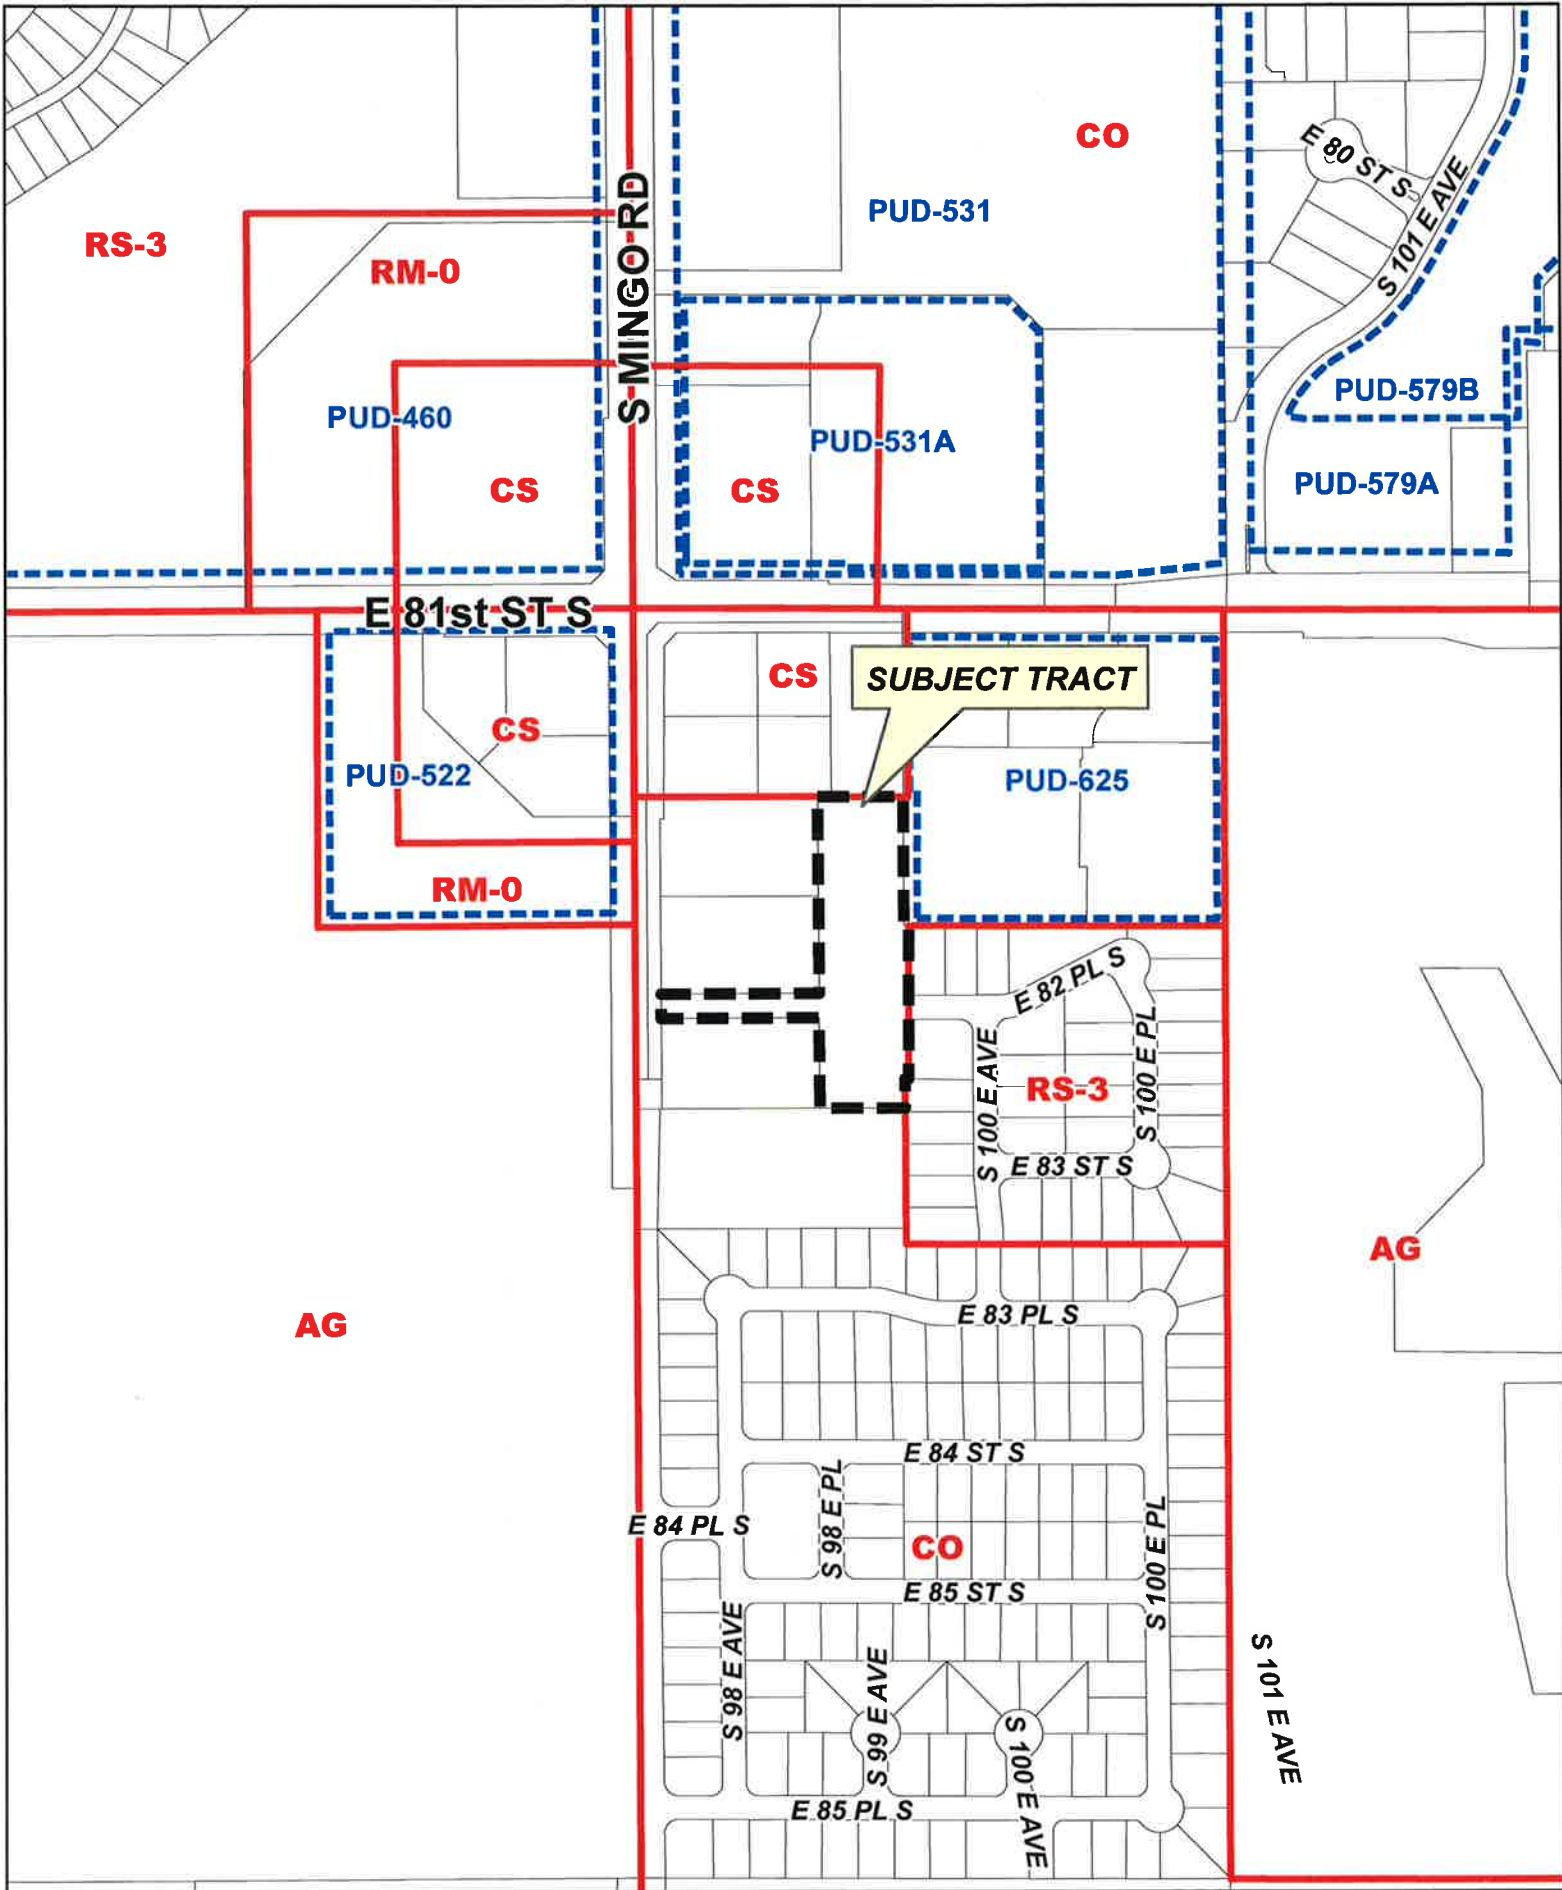 CO
E 80 ST S
S 101 E AVE
PUD-531
RS-3
RM-0
S MINGO RD
PUD-579B
PUD-460
PUD-531A
PUD-579A
CS
CS
E 81st ST S
CS
SUBJECT TRACT
CS
PUD-522
PUD-625
RM-0
E 82 PL S
S 100 E AVE
RS-3
S 100 E PL
E 83 ST S
AG
AG
E 83 PL S
E 84 ST S
E 84 PL S
S 98 E PL
CO
S 100 E PL
E 85 ST S
S 98 E AVE
S 99 E AVE
S 100 E AVE
S 101 E AVE
E 85 PL S